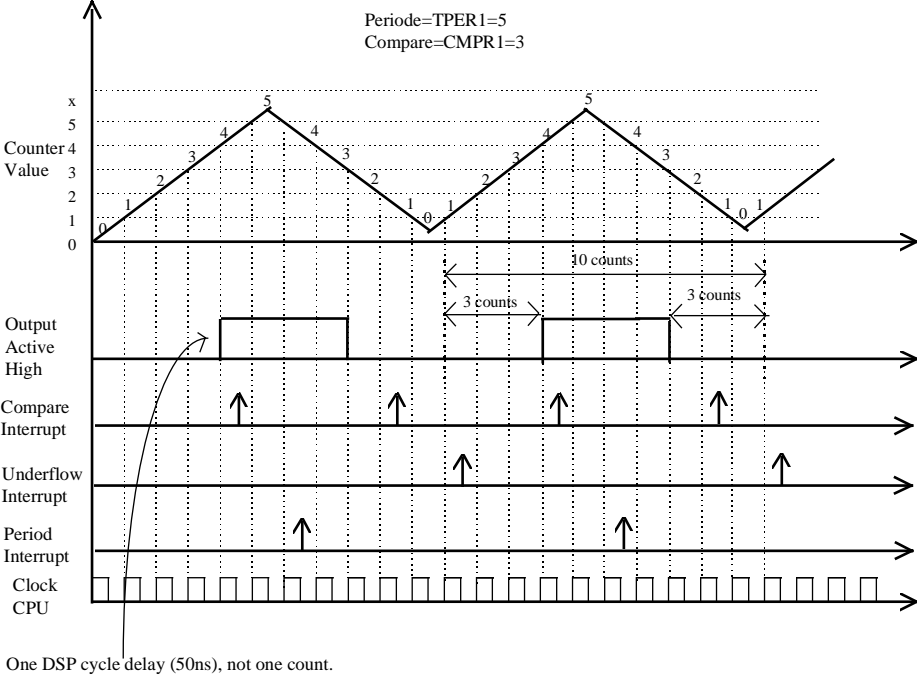 Periode=TPER1=5
Compare=CMPR1=3
x
5
4
3
2
1
0
Counter
Value
0
1
2
3
4
5
4
3
2
1
0
1
2
3
4
5
4
3
2
1
0
1
10 counts
3 counts
3 counts
Output
Active
High
Compare
Interrupt
Underflow
Interrupt
Period
Interrupt
Clock
CPU
One DSP cycle delay (50ns), not one count.